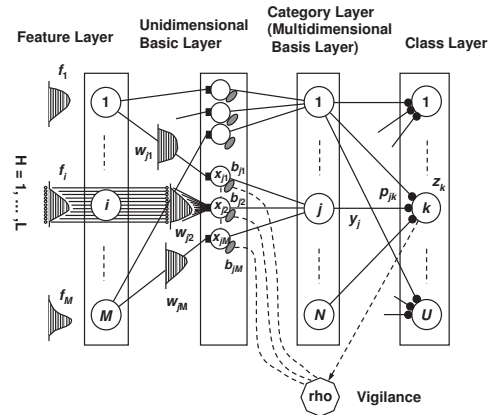 Feature Layer
Unidimensional
Basic Layer
Category Layer
(Multidimensional
Basis Layer)
Class Layer
f1
1
1
1
wj1
xj1
bj1
H = 1, ..., L
fi
i
xj2
bj2
j
pjk
zk
k
wj2
yj
xjM
bjM
wjM
fM
M
N
U
rho
Vigilance